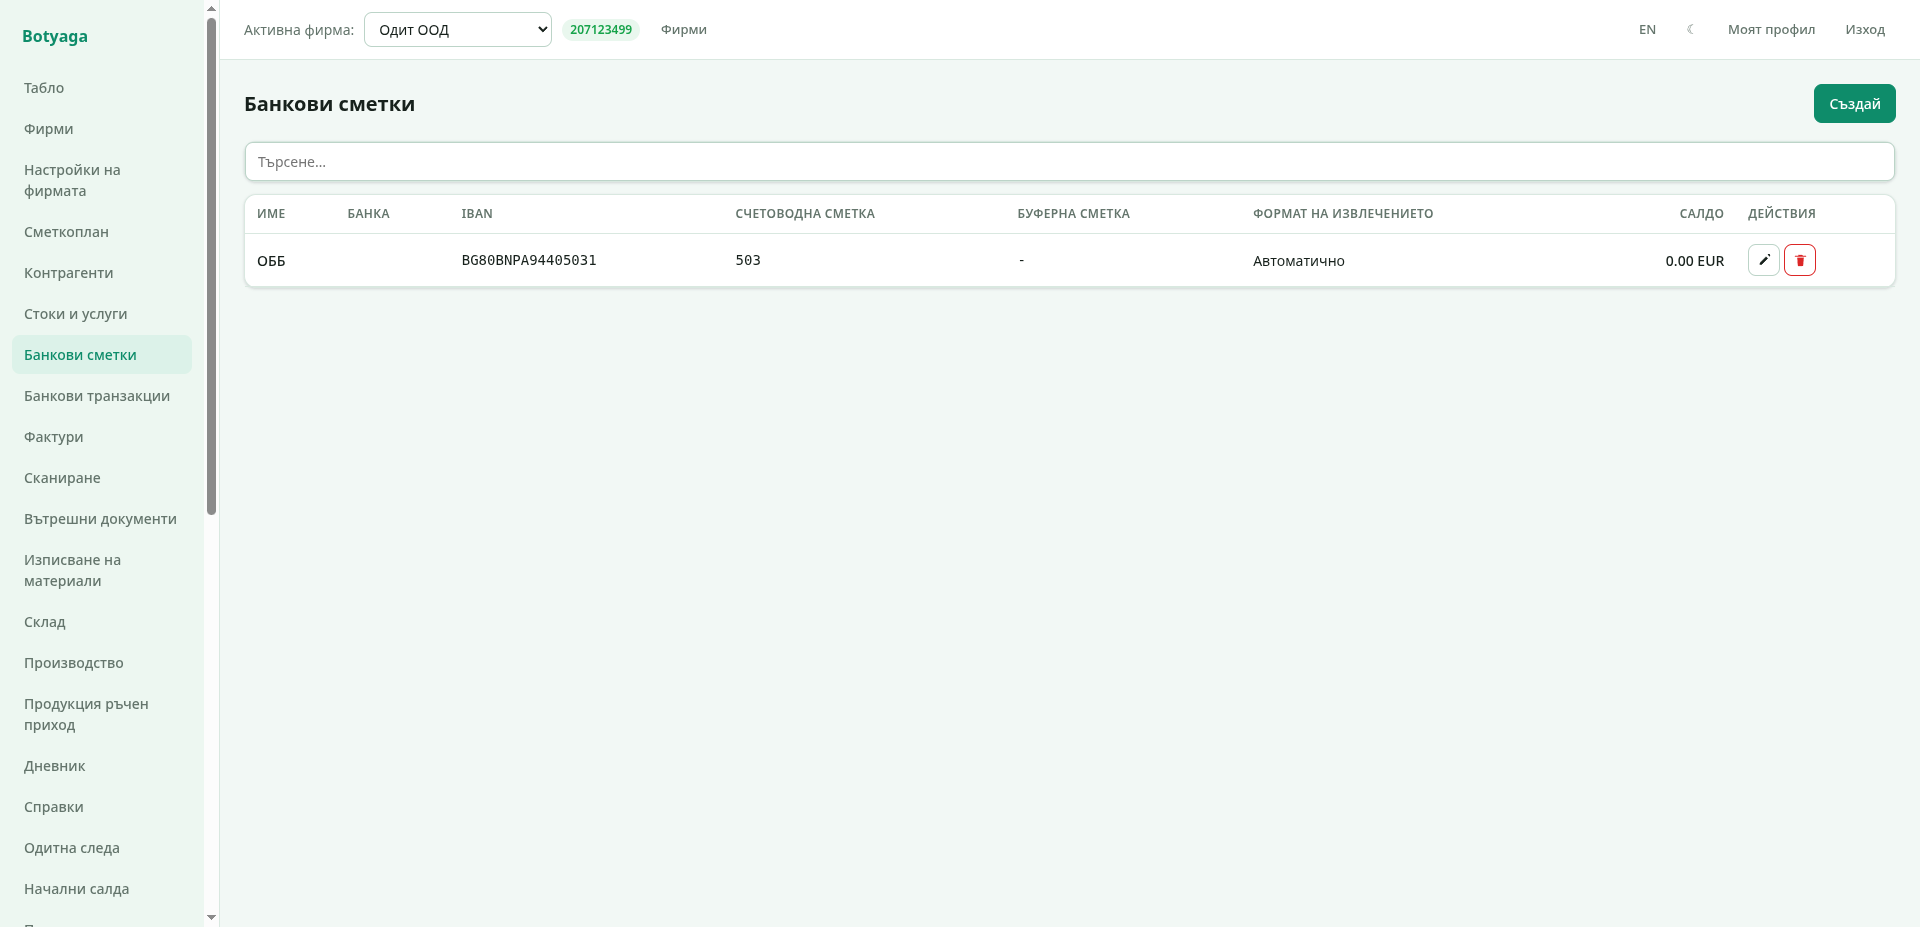 Botyaga
Активна фирма: Одит ООД 207123499 Фирми EN Моят профил Изход
Табло
Фирми
Настройки на
фирмата
Сметкоплан
Контрагенти
Стоки и услуги
Банкови сметки
Банкови транзакции
Фактури
Сканиране
Вътрешни документи
Изписване на
материали
Склад
Производство
Продукция ръчен
приход
Дневник
Справки
Одитна следа
Начални салда
Банкови сметки
Създай
Търсене...
ИМЕ БАНКА IBAN СЧЕТОВОДНА СМЕТКА БУФЕРНА СМЕТКА ФОРМАТ НА ИЗВЛЕЧЕНИЕТО САЛДО ДЕЙСТВИЯ
ОББ BG80BNPA94405031 503 - Автоматично 0.00 EUR